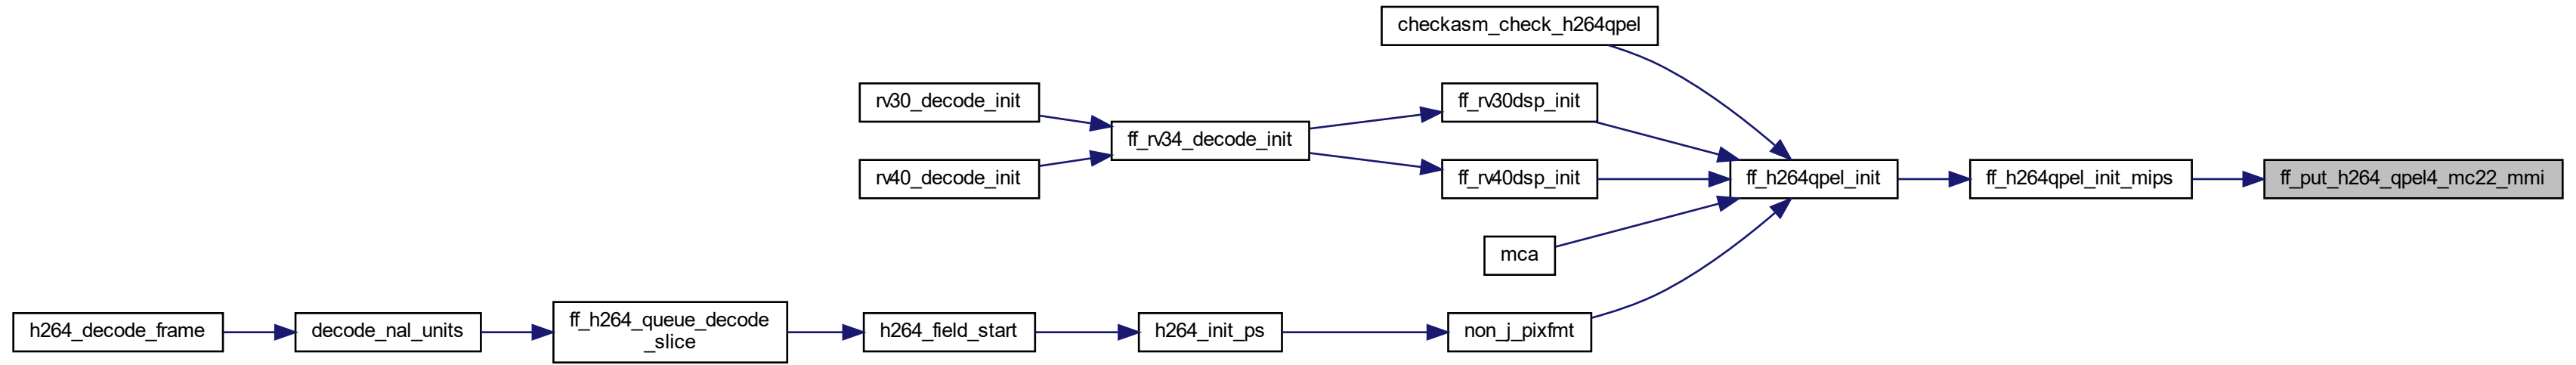 checkasm_check_h264qpel
rv30_decode_init
ff_rv30dsp_init
ff_rv34_decode_init
rv40_decode_init
ff_rv40dsp_init
ff_h264qpel_init
ff_h264qpel_init_mips
ff_put_h264_qpel4_mc22_mmi
mca
h264_decode_frame
decode_nal_units
ff_h264_queue_decode
_slice
h264_field_start
h264_init_ps
non_j_pixfmt